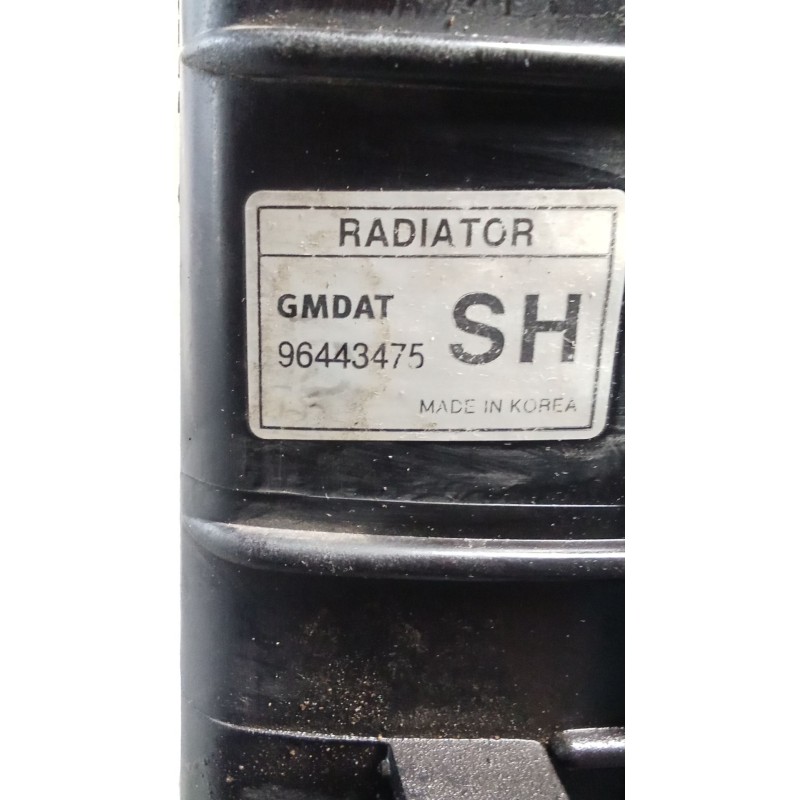 RADIATOR
GMDAT
96443475
SH
MADE IN KOREA